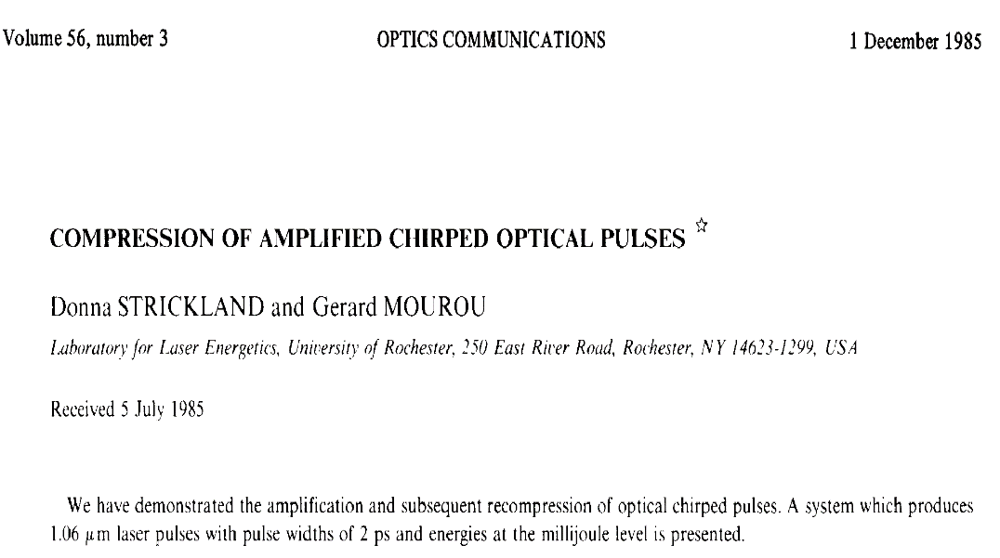 Volume 56, number 3 OPTICS COMMUNICATIONS 1 December 1985
COMPRESSION OF AMPLIFIED CHIRPED OPTICAL PULSES ☆
Donna STRICKLAND and Gerard MOUROU
Laboratory for Laser Energetics, University of Rochester, 250 East River Road, Rochester, NY 14623-1299, USA
Received 5 July 1985
We have demonstrated the amplification and subsequent recompression of optical chirped pulses. A system which produces
1.06 μm laser pulses with pulse widths of 2 ps and energies at the millijoule level is presented.